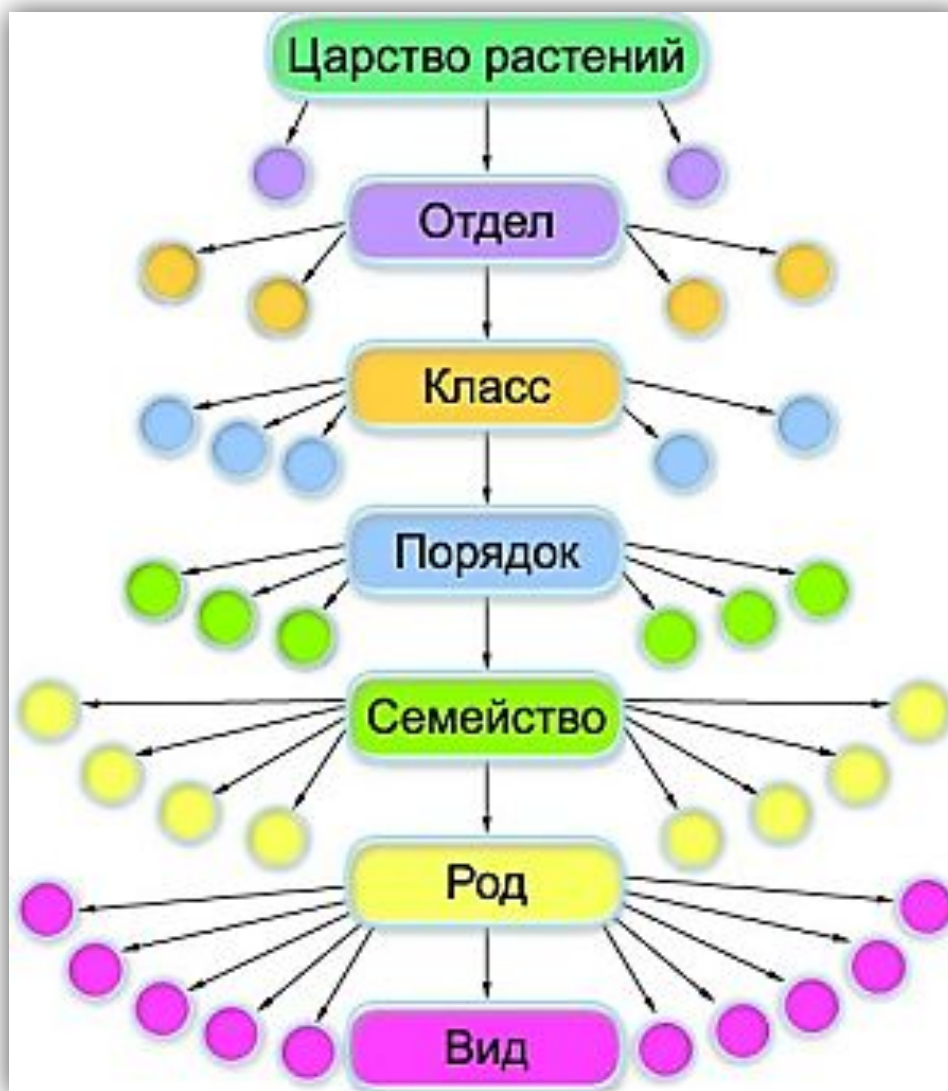 Царство растений
Отдел
Класс
Порядок
Семейство
Род
Вид